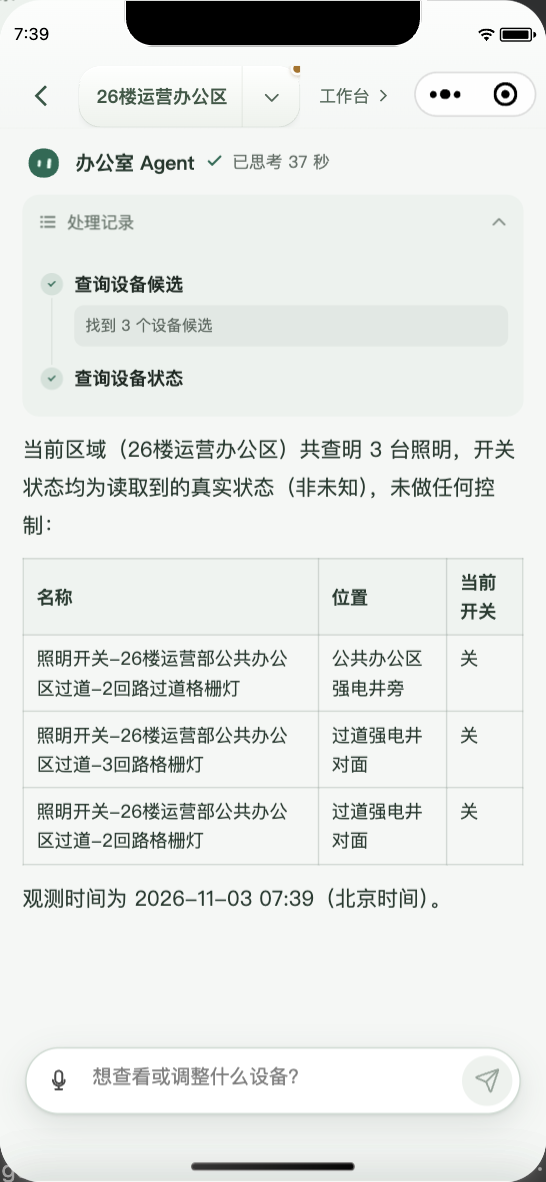 7:39
26楼运营办公区
工作台
办公室 Agent 已思考 37 秒
处理记录
查询设备候选
找到 3 个设备候选
查询设备状态
当前区域（26楼运营办公区）共查明 3 台照明，开关
状态均为读取到的真实状态（非未知），未做任何控
制：
名称 位置 当前
开关
照明开关–26楼运营部公共办公
区过道–2回路过道格栅灯
公共办公区
强电井旁
关
照明开关–26楼运营部公共办公
区过道–3回路格栅灯
过道强电井
对面
关
照明开关–26楼运营部公共办公
区过道–2回路格栅灯
过道强电井
对面
关
观测时间为 2026–11–03 07:39（北京时间）。
想查看或调整什么设备?